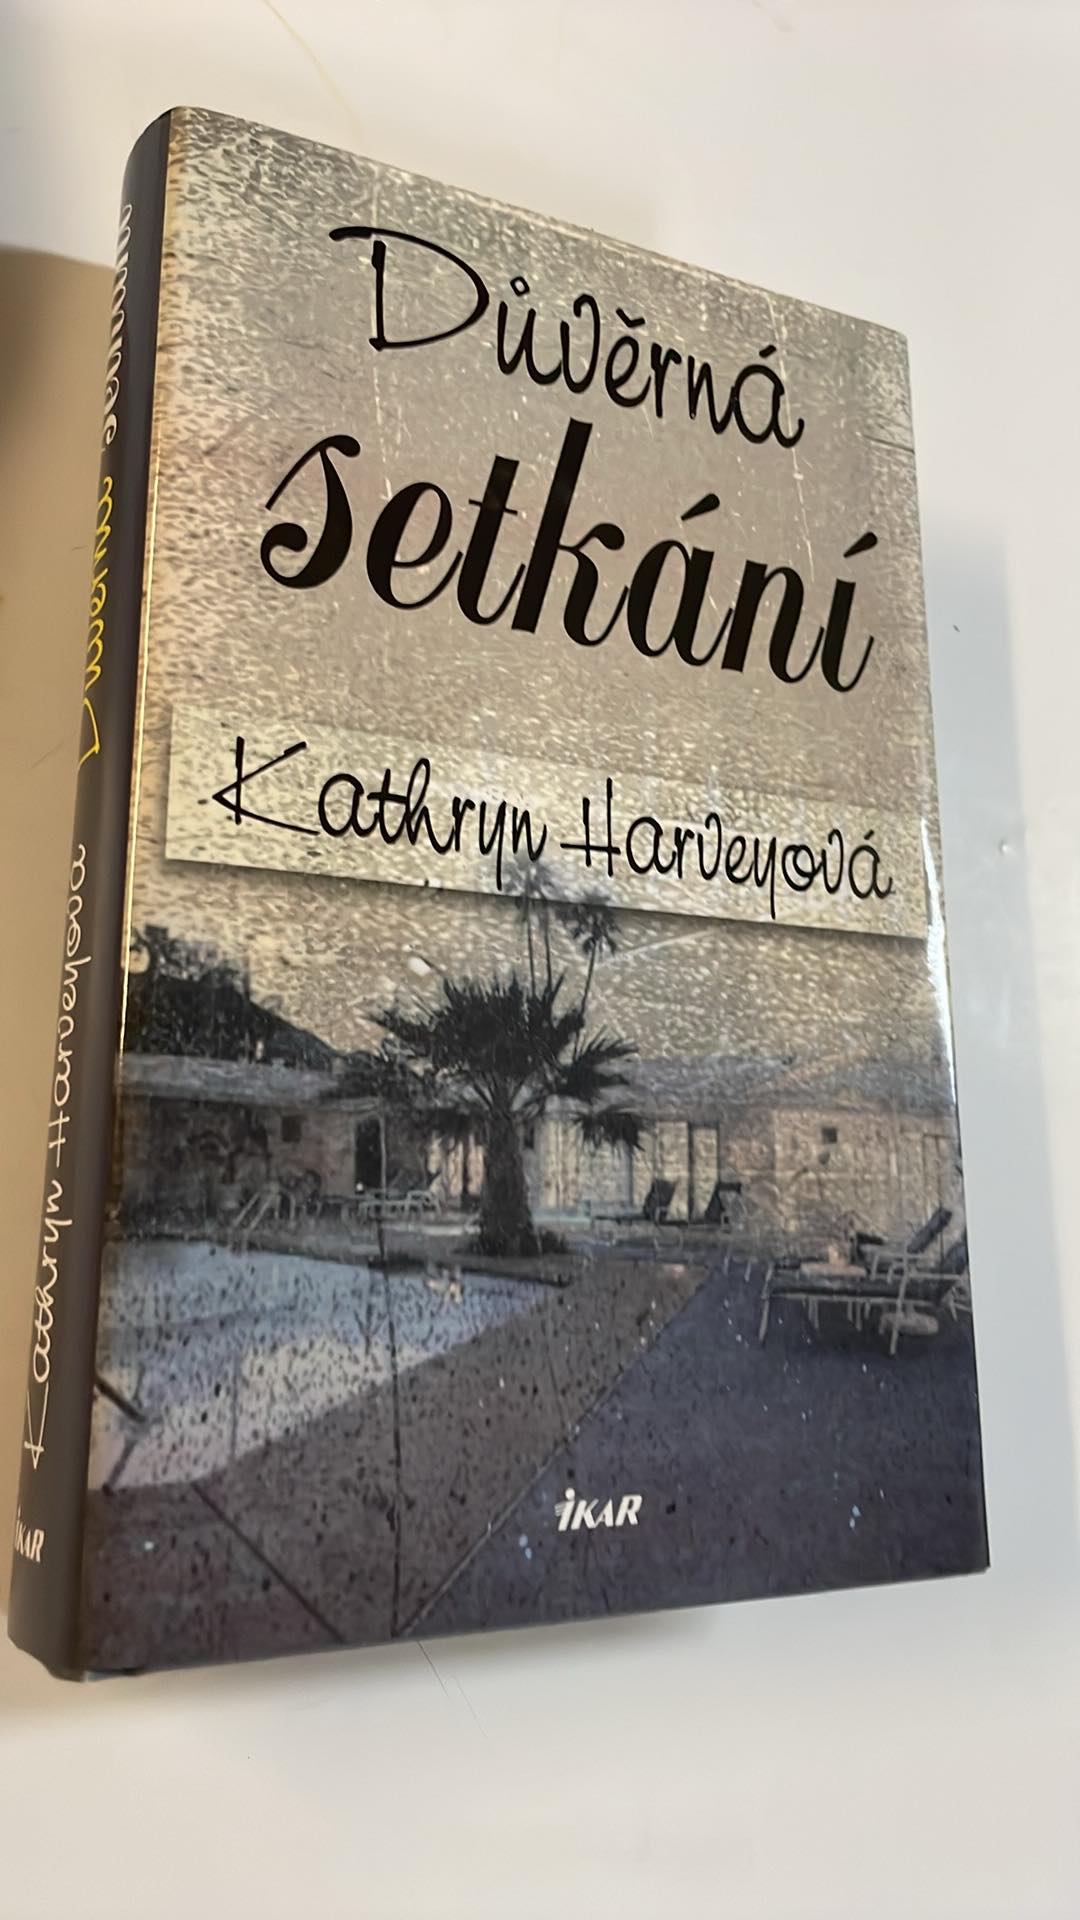 Důvěrná
setkání
Kathryn Harveyová
iKAR
Kathryn Harveyová Důvěrná setkání
iKAR